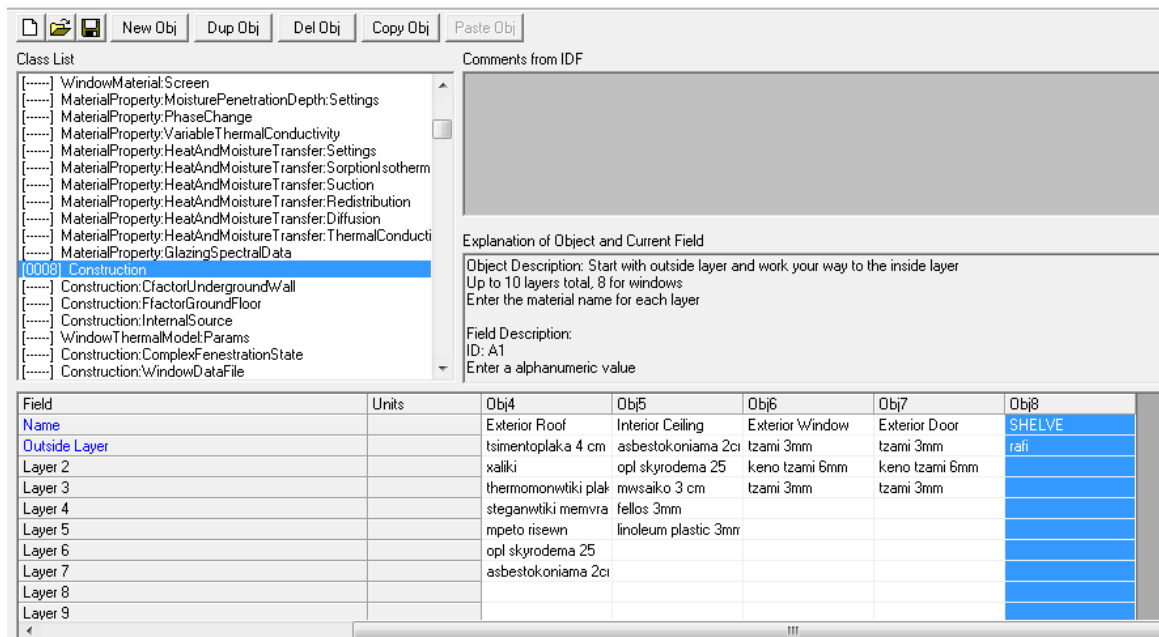 New Obj Dup Obj Del Obj Copy Obj Paste Obj
Class List
[------] WindowMaterial:Screen
[------] MaterialProperty:MoisturePenetrationDepth:Settings
[------] MaterialProperty:PhaseChange
[------] MaterialProperty:VariableThermalConductivity
[------] MaterialProperty:HeatAndMoistureTransfer:Settings
[------] MaterialProperty:HeatAndMoistureTransfer:SorptionIsotherm
[------] MaterialProperty:HeatAndMoistureTransfer:Suction
[------] MaterialProperty:HeatAndMoistureTransfer:Redistribution
[------] MaterialProperty:HeatAndMoistureTransfer:Diffusion
[------] MaterialProperty:HeatAndMoistureTransfer:ThermalConducti
[------] MaterialProperty:GlazingSpectralData
[0008] Construction
[------] Construction:CfactorUndergroundWall
[------] Construction:FfactorGroundFloor
[------] Construction:InternalSource
[------] WindowThermalModel:Params
[------] Construction:ComplexFenestrationState
[------] Construction:WindowDataFile
Comments from IDF
Explanation of Object and Current Field
Object Description: Start with outside layer and work your way to the inside layer
Up to 10 layers total, 8 for windows
Enter the material name for each layer
Field Description:
ID: A1
Enter a alphanumeric value
Field Units Obj4 Obj5 Obj6 Obj7 Obj8
Name Exterior Roof Interior Ceiling Exterior Window Exterior Door SHELVE
Outside Layer tsimentoplaka 4 cm asbestokoniama 2c tzami 3mm tzami 3mm rafi
Layer 2 xaliki opl skyrodema 25 keno tzami 6mm keno tzami 6mm
Layer 3 thermomonwtiki plak mwsaiko 3 cm tzami 3mm tzami 3mm
Layer 4 steganwtiki memvra fellos 3mm
Layer 5 mpeto risewn linoleum plastic 3mm
Layer 6 opl skyrodema 25
Layer 7 asbestokoniama 2c
Layer 8
Layer 9